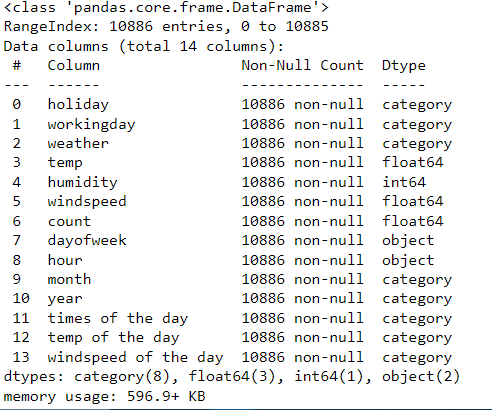 <class 'pandas.core.frame.DataFrame'>
RangeIndex: 10886 entries, 0 to 10885
Data columns (total 14 columns):
 #   Column                Non-Null Count  Dtype
---  ------                --------------  -----
 0   holiday               10886 non-null  category
 1   workingday            10886 non-null  category
 2   weather               10886 non-null  category
 3   temp                  10886 non-null  float64
 4   humidity              10886 non-null  int64
 5   windspeed             10886 non-null  float64
 6   count                 10886 non-null  float64
 7   dayofweek             10886 non-null  object
 8   hour                  10886 non-null  object
 9   month                 10886 non-null  category
 10  year                  10886 non-null  category
 11  times of the day      10886 non-null  category
 12  temp of the day       10886 non-null  category
 13  windspeed of the day  10886 non-null  category
dtypes: category(8), float64(3), int64(1), object(2)
memory usage: 596.9+ KB